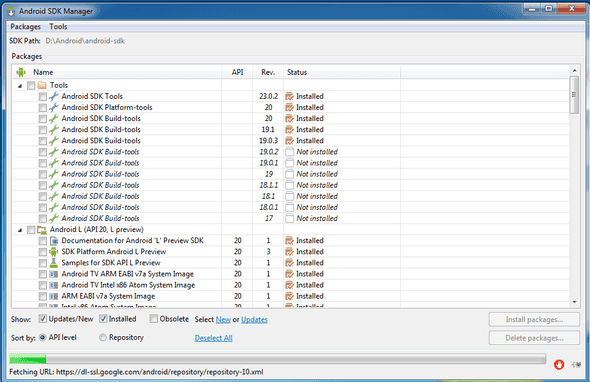 Android SDK Manager
Packages Tools
SDK Path: D:\Android\android-sdk
Packages
Name API Rev. Status
Tools
Android SDK Tools 23.0.2 Installed
Android SDK Platform-tools 20 Installed
Android SDK Build-tools 20 Installed
Android SDK Build-tools 19.1 Installed
Android SDK Build-tools 19.0.3 Installed
Android SDK Build-tools 19.0.2 Not installed
Android SDK Build-tools 19.0.1 Not installed
Android SDK Build-tools 19 Not installed
Android SDK Build-tools 18.1.1 Not installed
Android SDK Build-tools 18.1 Not installed
Android SDK Build-tools 18.0.1 Not installed
Android SDK Build-tools 17 Not installed
Android L (API 20, L preview)
Documentation for Android 'L' Preview SDK 20 1 Installed
SDK Platform Android L Preview 20 3 Installed
Samples for SDK API L Preview 20 1 Installed
Android TV ARM EABI v7a System Image 20 1 Installed
Android TV Intel x86 Atom System Image 20 1 Installed
ARM EABI v7a System Image 20 1 Installed
Intel x86 Atom System Image 20 1 Installed
Show: Updates/New Installed Obsolete Select New or Updates Install packages...
Sort by: API level Repository Deselect All Delete packages...
Fetching URL: https://dl-ssl.google.com/android/repository/repository-10.xml